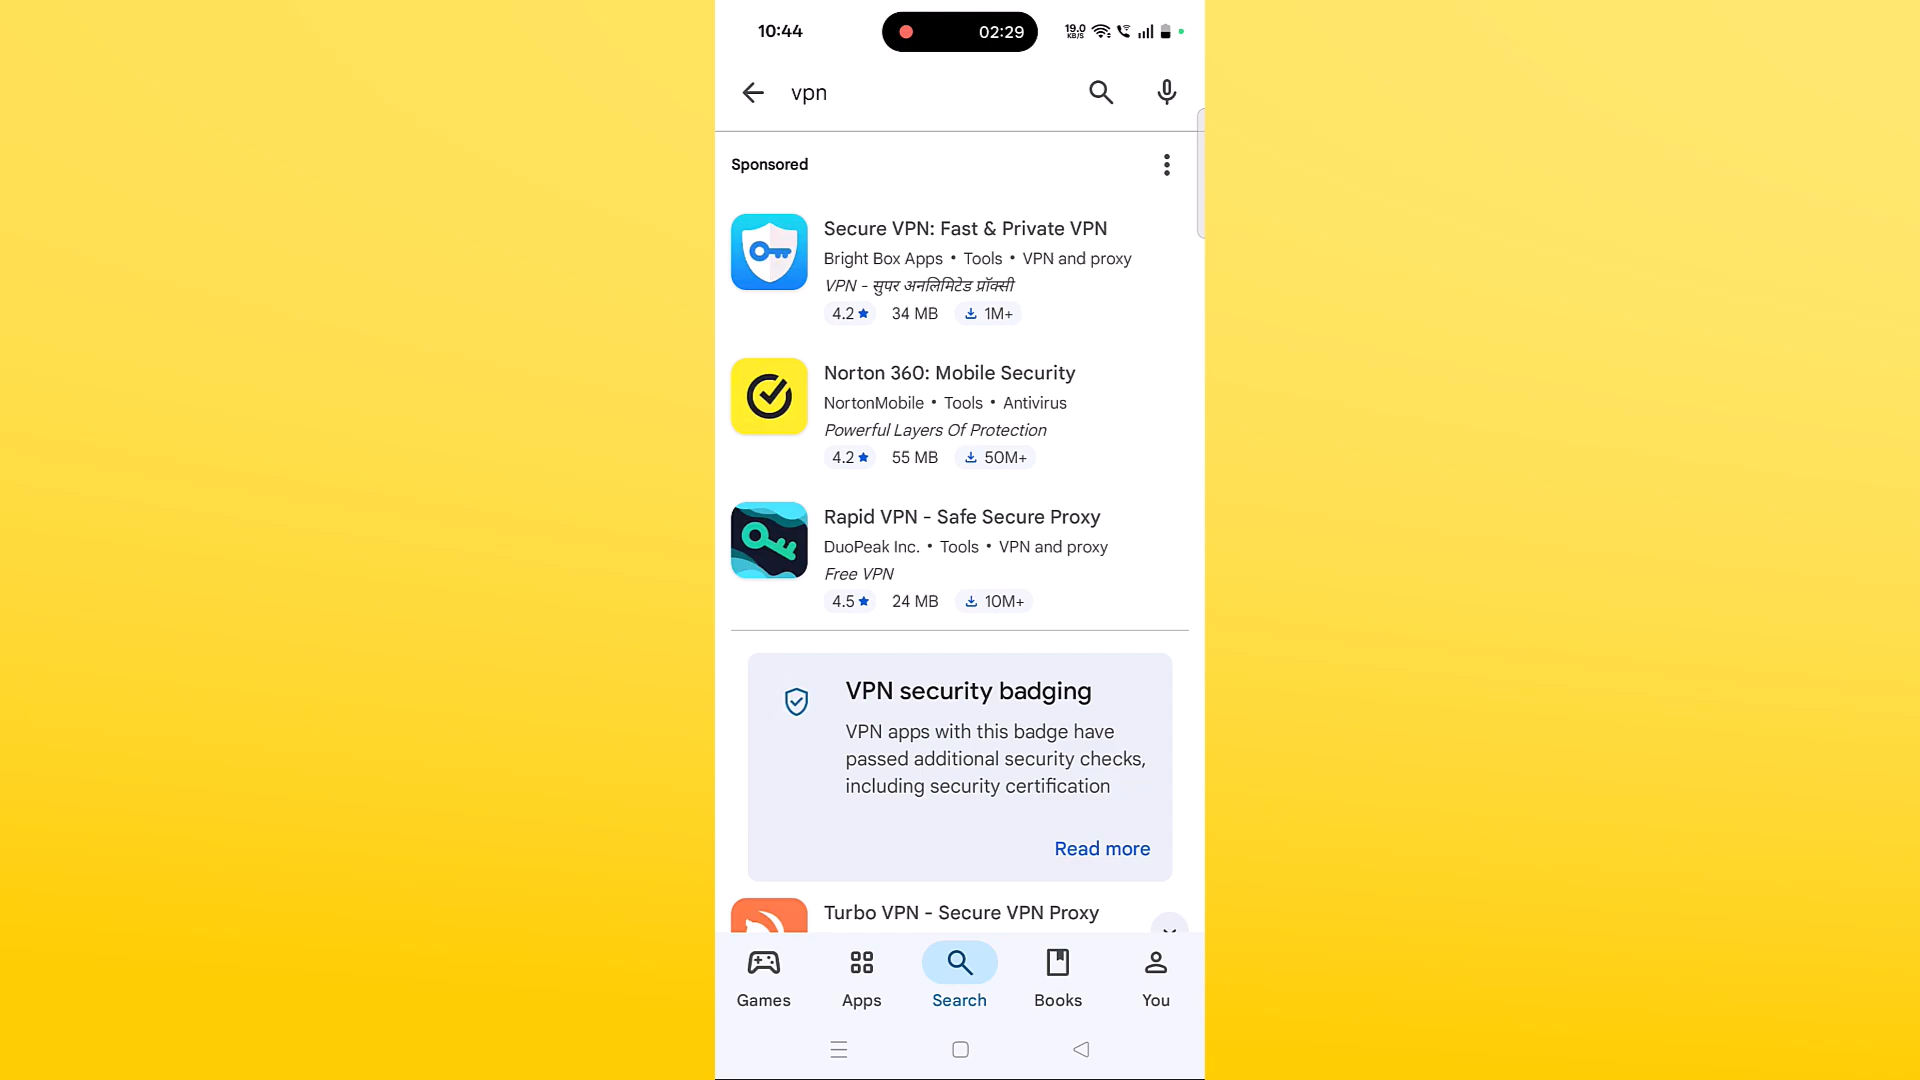 10:44
02:29
19.0
KB/S
vpn
Sponsored
Secure VPN: Fast & Private VPN
Bright Box Apps • Tools • VPN and proxy
VPN - सुपर अनलिमिटेड प्रॉक्सी
4.2★ 34 MB 1M+
Norton 360: Mobile Security
NortonMobile • Tools • Antivirus
Powerful Layers Of Protection
4.2★ 55 MB 50M+
Rapid VPN - Safe Secure Proxy
DuoPeak Inc. • Tools • VPN and proxy
Free VPN
4.5★ 24 MB 10M+
VPN security badging
VPN apps with this badge have
passed additional security checks,
including security certification
Read more
Turbo VPN - Secure VPN Proxy
Games Apps Search Books You